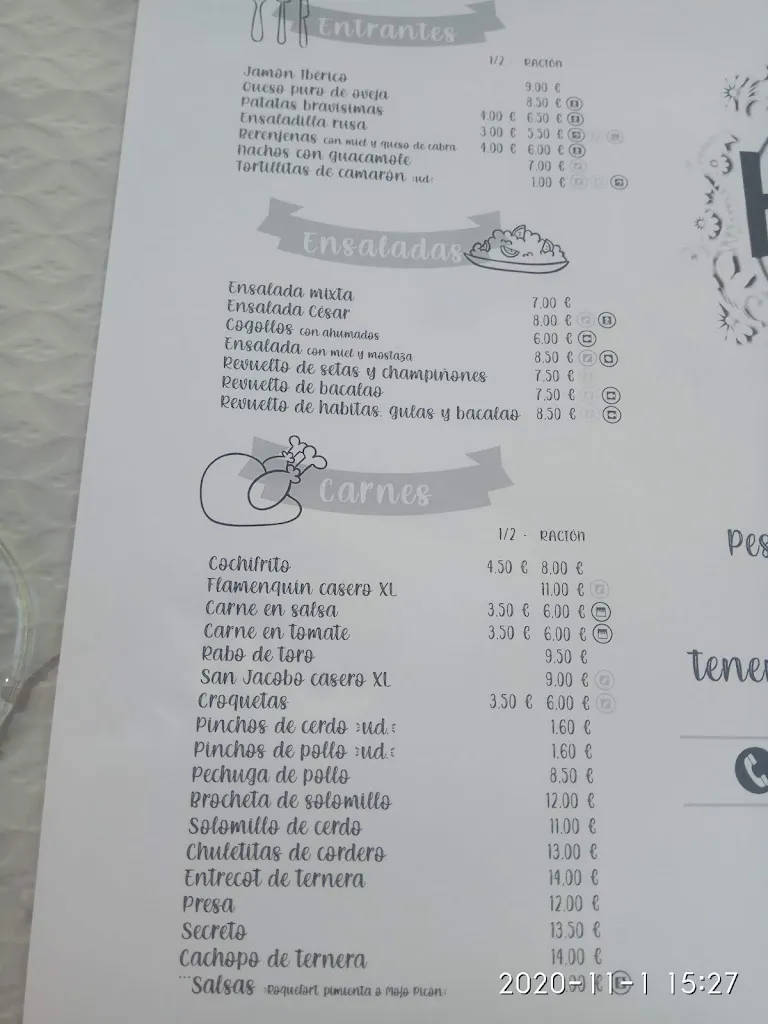 Entrantes
1/2 - RACIÓN
Jamón Ibérico 9.00 €
Queso puro de oveja 8.50 €
Patatas bravísimas 4.00 € 6.50 €
Ensaladilla rusa 3.00 € 5.50 €
Berenjenas con miel y queso de cabra 4.00 € 8.00 €
Nachos con guacamole 7.00 €
Tortillitas de camarón :ud: 1.00 €
Ensaladas
Ensalada mixta 7.00 €
Ensalada César 8.00 €
Cogollos con ahumados 6.00 €
Ensalada con miel y mostaza 8.50 €
Revuelto de setas y champiñones 7.50 €
Revuelto de bacalao 7.50 €
Revuelto de habitas, gulas y bacalao 8.50 €
Carnes
1/2 - RACIÓN
Cochifrito 4.50 € 8.00 €
Flamenquín casero XL 11.00 €
Carne en salsa 3.50 € 6.00 €
Carne en tomate 3.50 € 6.00 €
Rabo de toro 9.50 €
San Jacobo casero XL 9.00 €
Croquetas 3.50 € 6.00 €
Pinchos de cerdo :ud.: 1.60 €
Pinchos de pollo :ud.: 1.60 €
Pechuga de pollo 8.50 €
Brocheta de solomillo 12.00 €
Solomillo de cerdo 11.00 €
Chuletitas de cordero 13.00 €
Entrecot de ternera 14.00 €
Presa 12.00 €
Secreto 13.50 €
Cachopo de ternera 14.00 €
¨Salsas :Roquefort, pimienta o Mojo Picón:
Pes
tene
2020-11-1 15:27